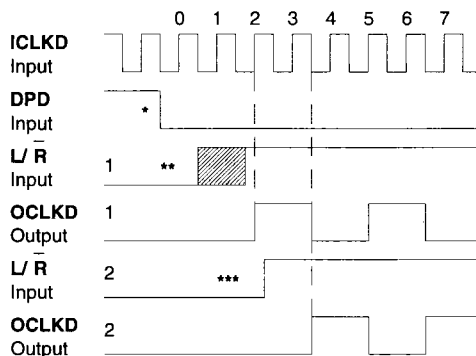 0 1 2 3 4 5 6 7
ICLKD
Input
DPD
Input
*
L/ R̅
Input
1
**
OCLKD
Output
1
L/ R̅
Input
2
***
OCLKD
Output
2